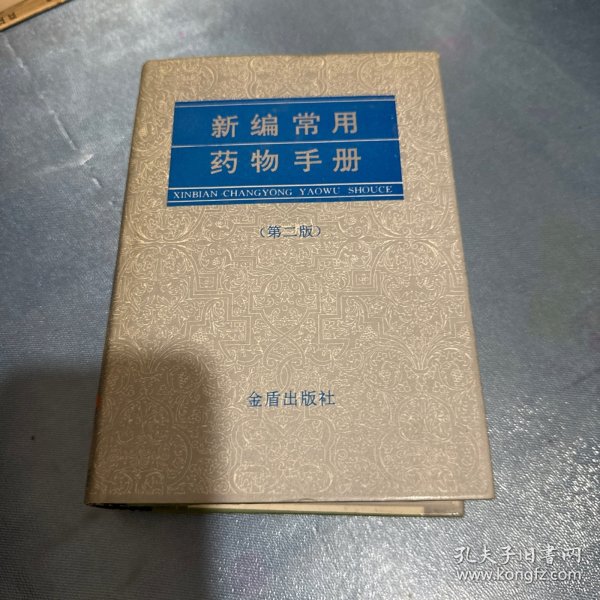 新编常用
药物手册
XINBIAN CHANGYONG YAOWU SHOUCE
（第二版）
金盾出版社
孔夫子旧书网
www.kongfz.com